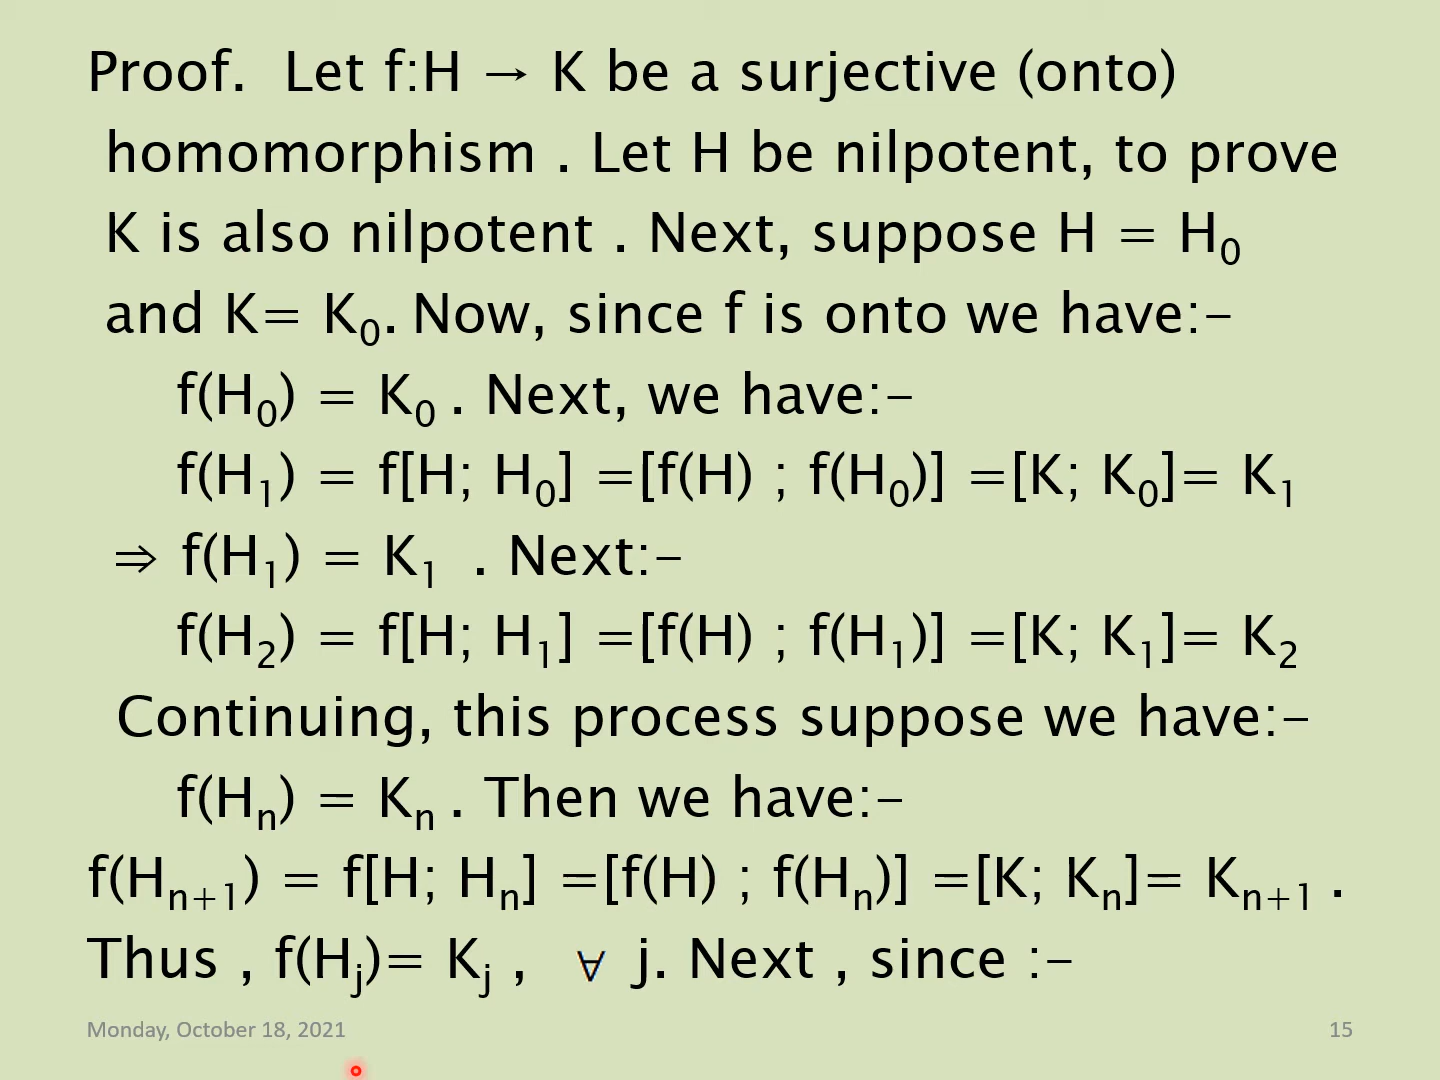 Proof. Let f:H → K be a surjective (onto)
homomorphism . Let H be nilpotent, to prove
K is also nilpotent . Next, suppose H = H₀
and K= K₀. Now, since f is onto we have:–
f(H₀) = K₀ . Next, we have:–
f(H₁) = f[H; H₀] =[f(H) ; f(H₀)] =[K; K₀]= K₁
⇒ f(H₁) = K₁ . Next:–
f(H₂) = f[H; H₁] =[f(H) ; f(H₁)] =[K; K₁]= K₂
Continuing, this process suppose we have:–
f(Hₙ) = Kₙ . Then we have:–
f(Hₙ₊₁) = f[H; Hₙ] =[f(H) ; f(Hₙ)] =[K; Kₙ]= Kₙ₊₁ .
Thus , f(Hⱼ)= Kⱼ , ∀ j. Next , since :–
Monday, October 18, 2021
15